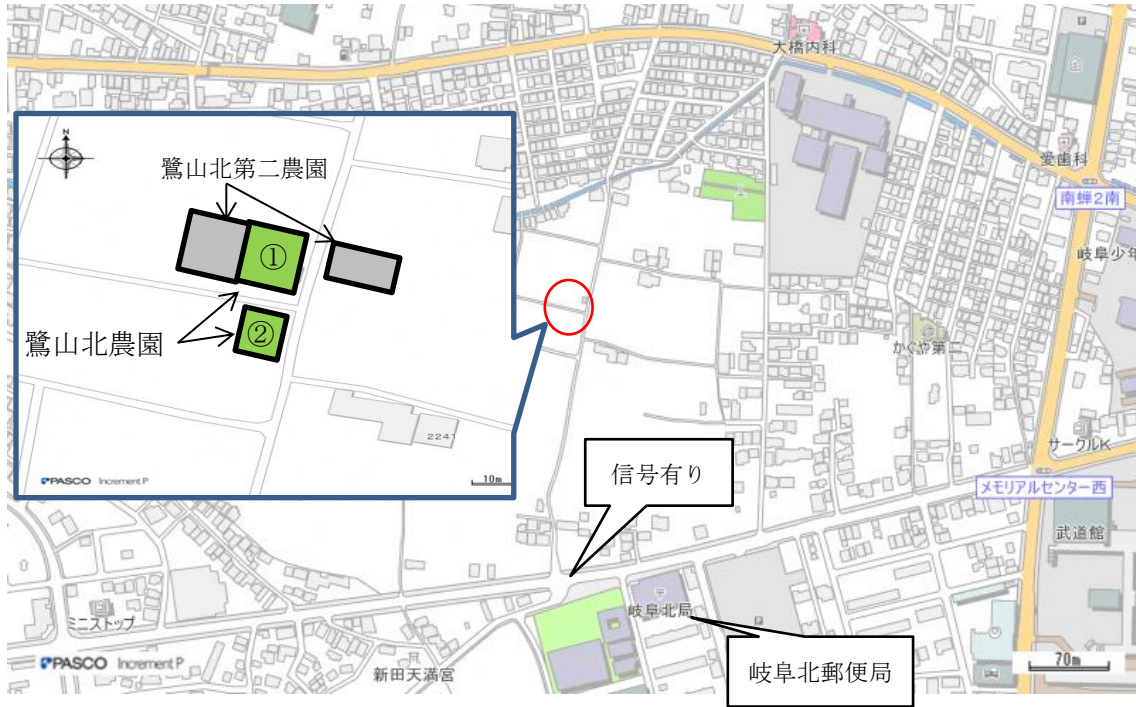 大橋内科
愛歯科
南蝉2南
岐阜少年
N
鷺山北第二農園
①
鷺山北農園
②
2241
PASCO Increment P
10m
かぐや第二
サークルK
メモリアルセンター西
信号有り
武道館
ミニストップ
岐阜北局
PASCO Increment P
新田天満宮
岐阜北郵便局
70m